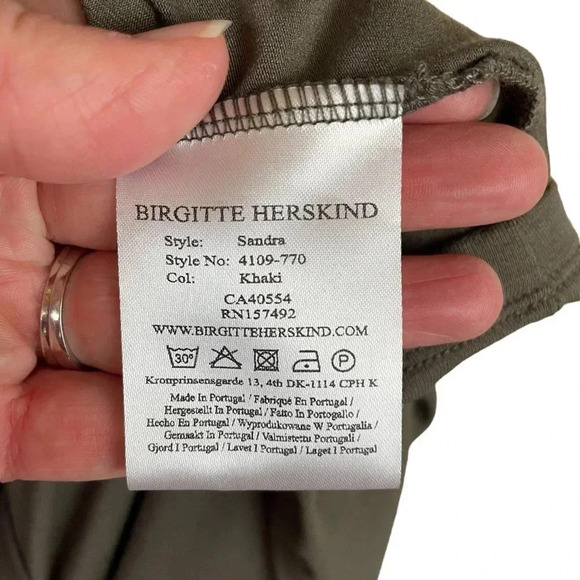 BIRGITTE HERSKIND
Style: Sandra
Style No: 4109-770
Col: Khaki
CA40554
RN157492
WWW.BIRGITTEHERSKIND.COM
30° P
Kronprinsensgade 13, 4th DK-1114 CPH K
Made In Portugal / Fabriqué En Portugal /
Hergestellt In Portugal / Fatto In Portogallo /
Hecho En Portugal / Wyprodukowane W Portugalia /
Gemaakt In Portugal / Valmistettu Portugali /
Gjord I Portugal / Lavet I Portugal / Laget I Portugal